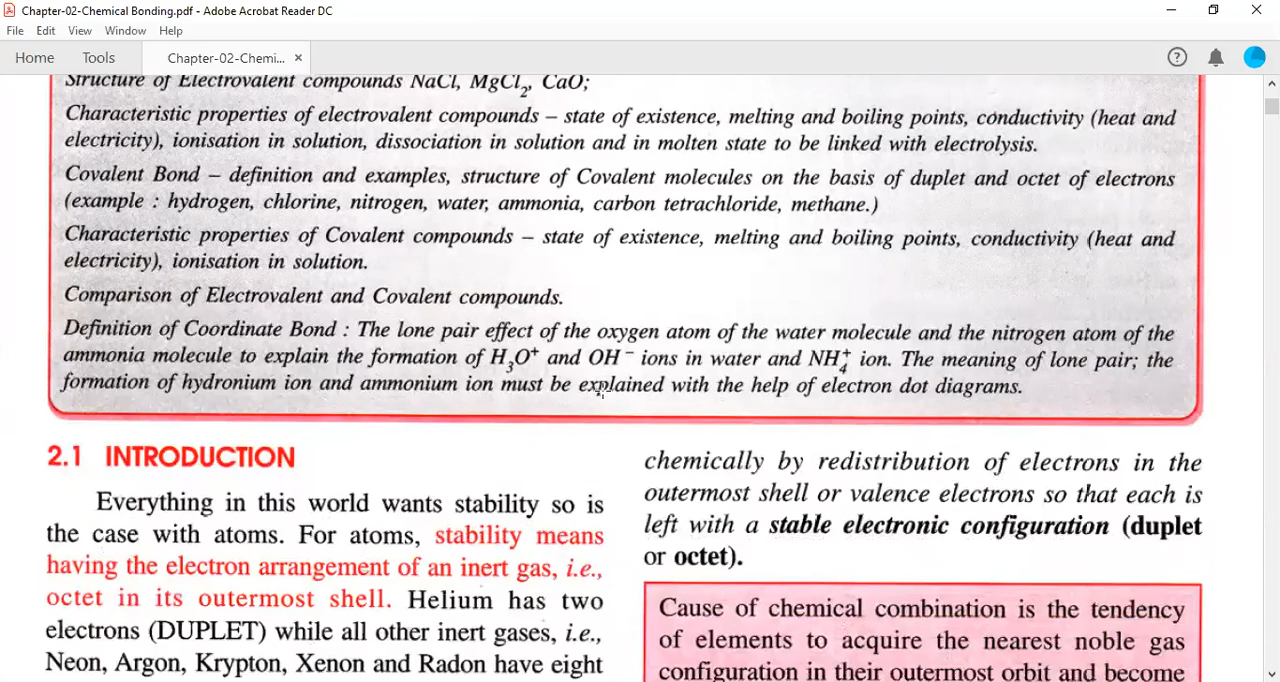 Chapter-02-Chemical Bonding.pdf - Adobe Acrobat Reader DC
File Edit View Window Help
Home Tools Chapter-02-Chemi... ×
Structure of Electrovalent compounds NaCl, MgCl₂, CaO;
Characteristic properties of electrovalent compounds – state of existence, melting and boiling points, conductivity (heat and
electricity), ionisation in solution, dissociation in solution and in molten state to be linked with electrolysis.
Covalent Bond – definition and examples, structure of Covalent molecules on the basis of duplet and octet of electrons
(example : hydrogen, chlorine, nitrogen, water, ammonia, carbon tetrachloride, methane.)
Characteristic properties of Covalent compounds – state of existence, melting and boiling points, conductivity (heat and
electricity), ionisation in solution.
Comparison of Electrovalent and Covalent compounds.
Definition of Coordinate Bond : The lone pair effect of the oxygen atom of the water molecule and the nitrogen atom of the
ammonia molecule to explain the formation of H₃O⁺ and OH⁻ ions in water and NH₄⁺ ion. The meaning of lone pair; the
formation of hydronium ion and ammonium ion must be explained with the help of electron dot diagrams.
2.1 INTRODUCTION
Everything in this world wants stability so is
the case with atoms. For atoms, stability means
having the electron arrangement of an inert gas, i.e.,
octet in its outermost shell. Helium has two
electrons (DUPLET) while all other inert gases, i.e.,
Neon, Argon, Krypton, Xenon and Radon have eight
chemically by redistribution of electrons in the
outermost shell or valence electrons so that each is
left with a stable electronic configuration (duplet
or octet).
Cause of chemical combination is the tendency
of elements to acquire the nearest noble gas
configuration in their outermost orbit and become